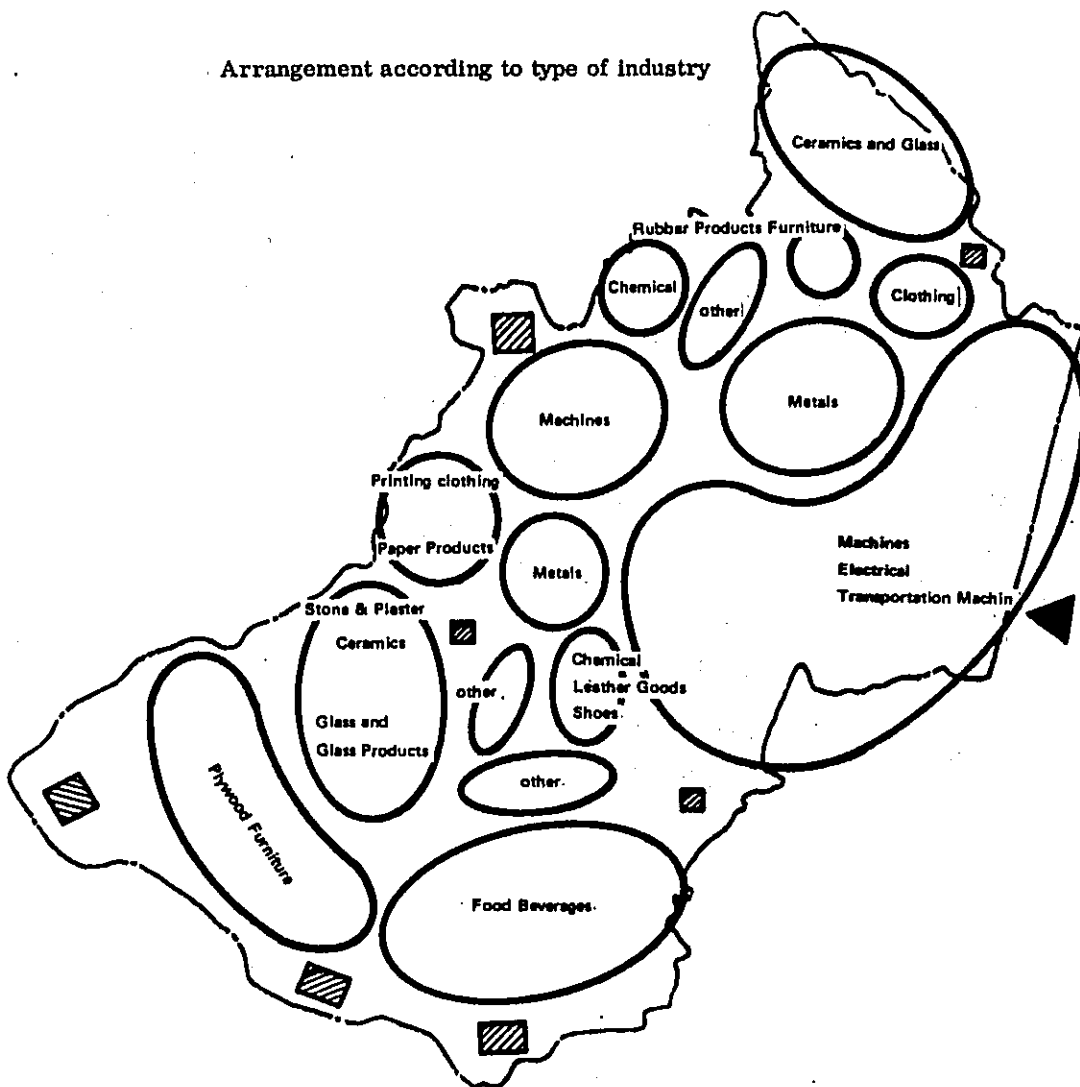 Arrangement according to type of industry
Ceramics and Glass
Rubbar Products Furniture
Chemical
other
Clothing
Machines
Metals
Printing clothing
Paper Products
Metals
Machines
Electrical
Transportation Machin
Stone & Plaster
Ceramics
Glass and
Glass Products
other
Chemical
Leather Goods
Shoes
other
Plywood Furniture
Food Beverages